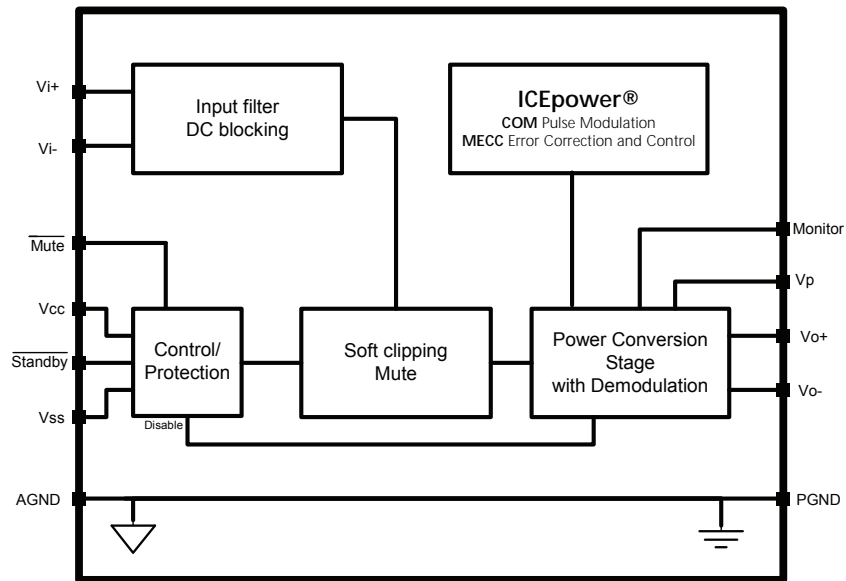 Vi+
Vi-
Input filter
DC blocking
ICEpower®
COM Pulse Modulation
MECC Error Correction and Control
Mute
Vcc
Standby
Vss
Control/
Protection
Disable
Soft clipping
Mute
Power Conversion
Stage
with Demodulation
Monitor
Vp
Vo+
Vo-
AGND
PGND